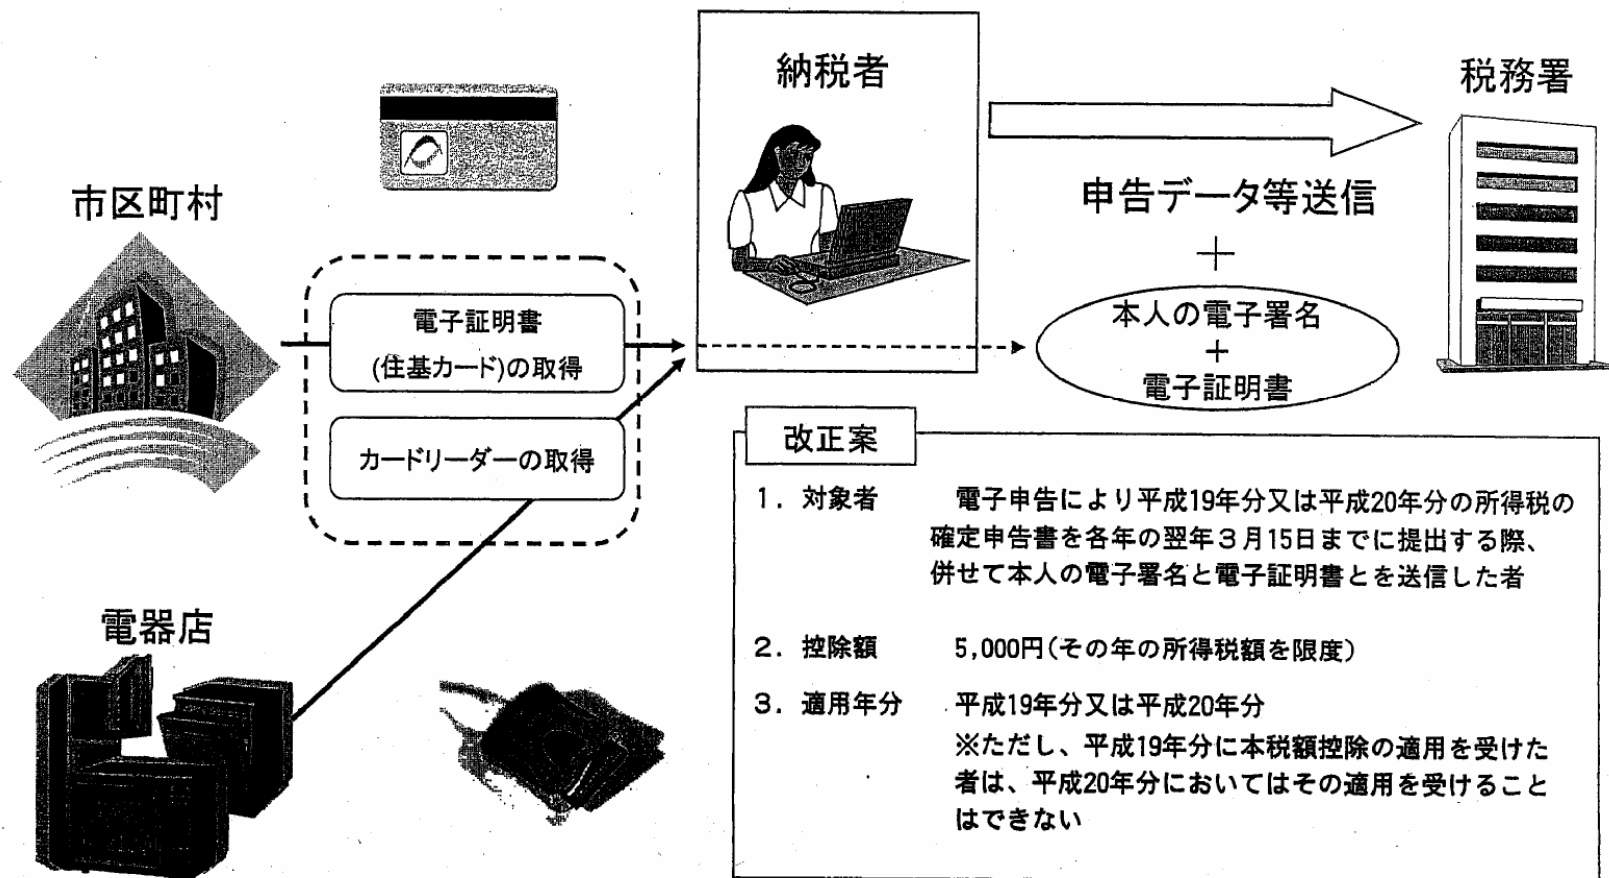 納税者
税務署
市区町村
申告データ等送信
＋
電子証明書
(住基カード)の取得
本人の電子署名
＋
電子証明書
カードリーダーの取得
電器店
改正案
１．対象者　電子申告により平成19年分又は平成20年分の所得税の
確定申告書を各年の翌年３月15日までに提出する際、
併せて本人の電子署名と電子証明書とを送信した者
２．控除額　5,000円(その年の所得税額を限度)
３．適用年分　平成19年分又は平成20年分
※ただし、平成19年分に本税額控除の適用を受けた
者は、平成20年分においてはその適用を受けること
はできない